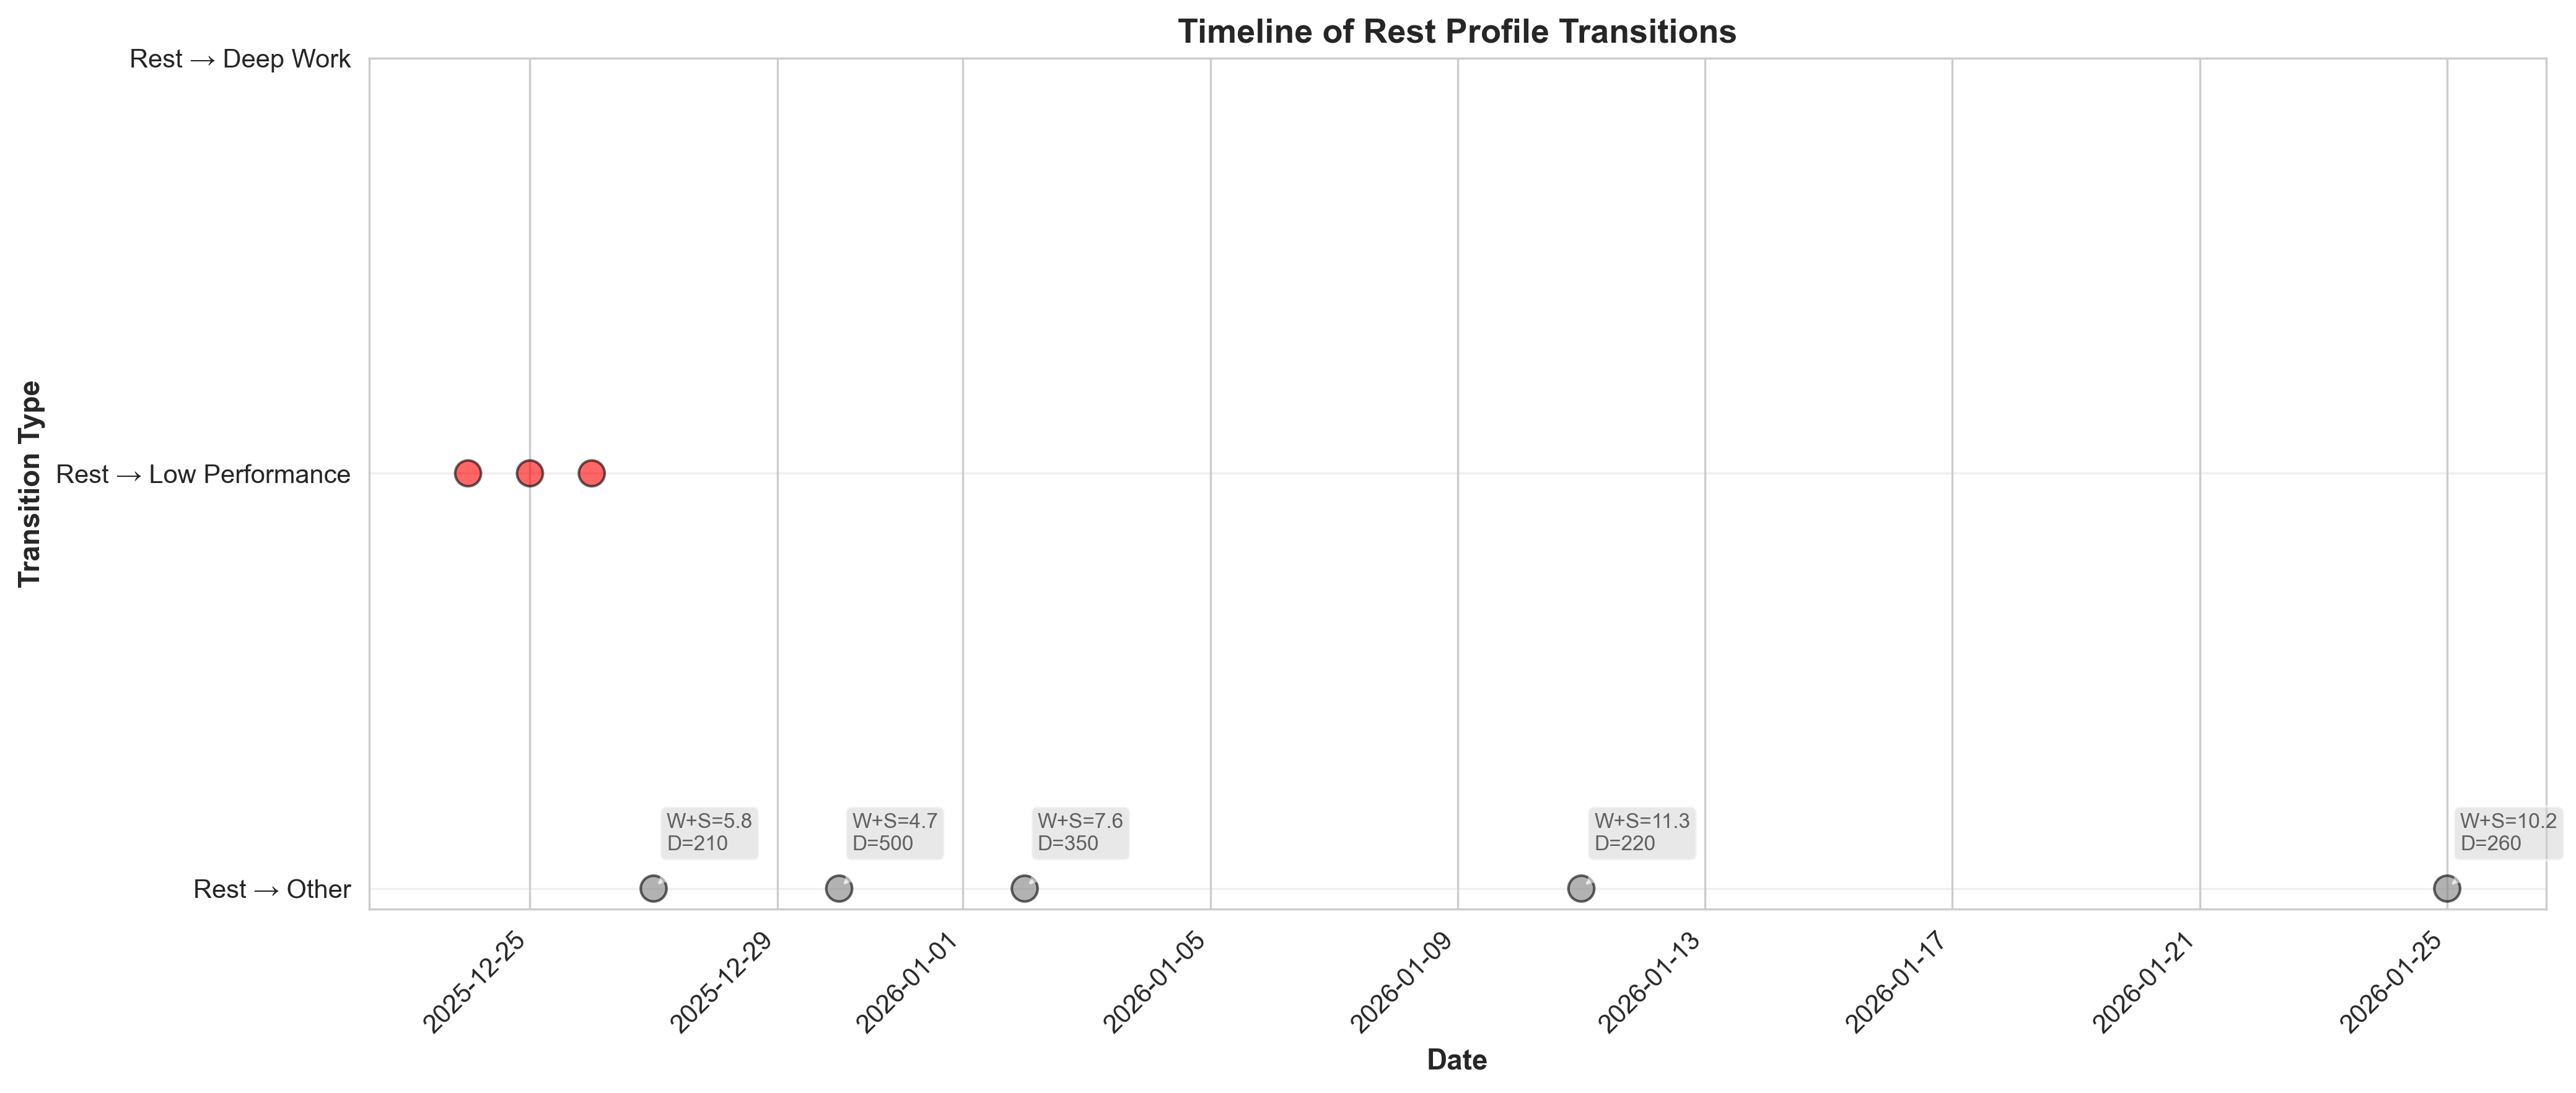 Timeline of Rest Profile Transitions
Rest → Deep Work
Rest → Low Performance
Rest → Other
Transition Type
W+S=5.8
D=210
W+S=4.7
D=500
W+S=7.6
D=350
W+S=11.3
D=220
W+S=10.2
D=260
2025-12-25
2025-12-29
2026-01-01
2026-01-05
2026-01-09
2026-01-13
2026-01-17
2026-01-21
2026-01-25
Date